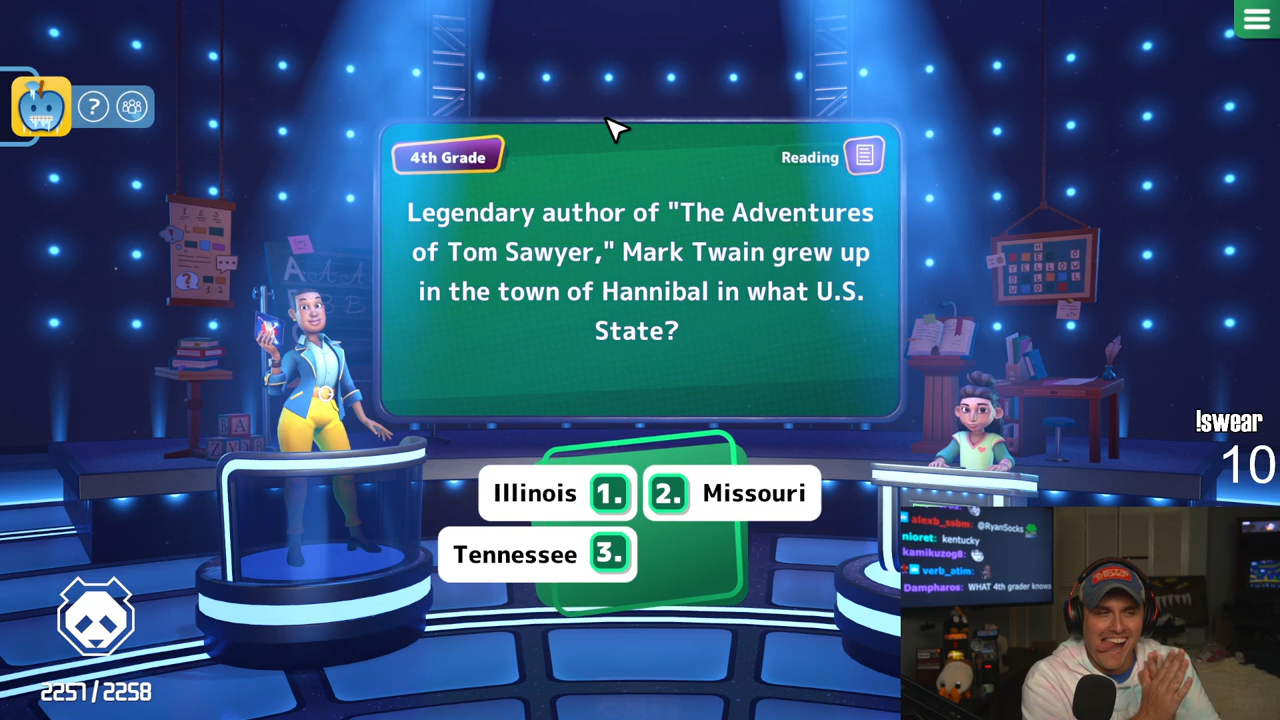 4th Grade
Reading
Legendary author of "The Adventures
of Tom Sawyer," Mark Twain grew up
in the town of Hannibal in what U.S.
State?
Illinois 1.
2. Missouri
Tennessee 3.
!swear
10
alexb_ssbm: @RyanSocks
nioret: kentucky
kamikuzog8:
verb_atim:
Dampharos: WHAT 4th grader knows
2257/2258